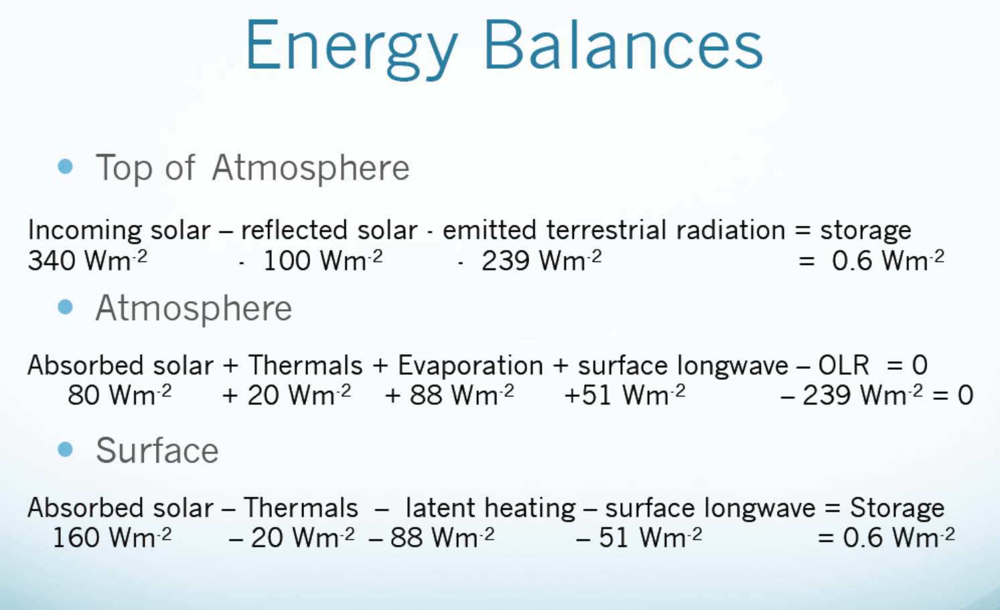 Energy Balances
• Top of Atmosphere
Incoming solar – reflected solar - emitted terrestrial radiation = storage
340 Wm-2 - 100 Wm-2 - 239 Wm-2 = 0.6 Wm-2
• Atmosphere
Absorbed solar + Thermals + Evaporation + surface longwave – OLR = 0
80 Wm-2 + 20 Wm-2 + 88 Wm-2 +51 Wm-2 – 239 Wm-2 = 0
• Surface
Absorbed solar – Thermals – latent heating – surface longwave = Storage
160 Wm-2 – 20 Wm-2 – 88 Wm-2 – 51 Wm-2 = 0.6 Wm-2